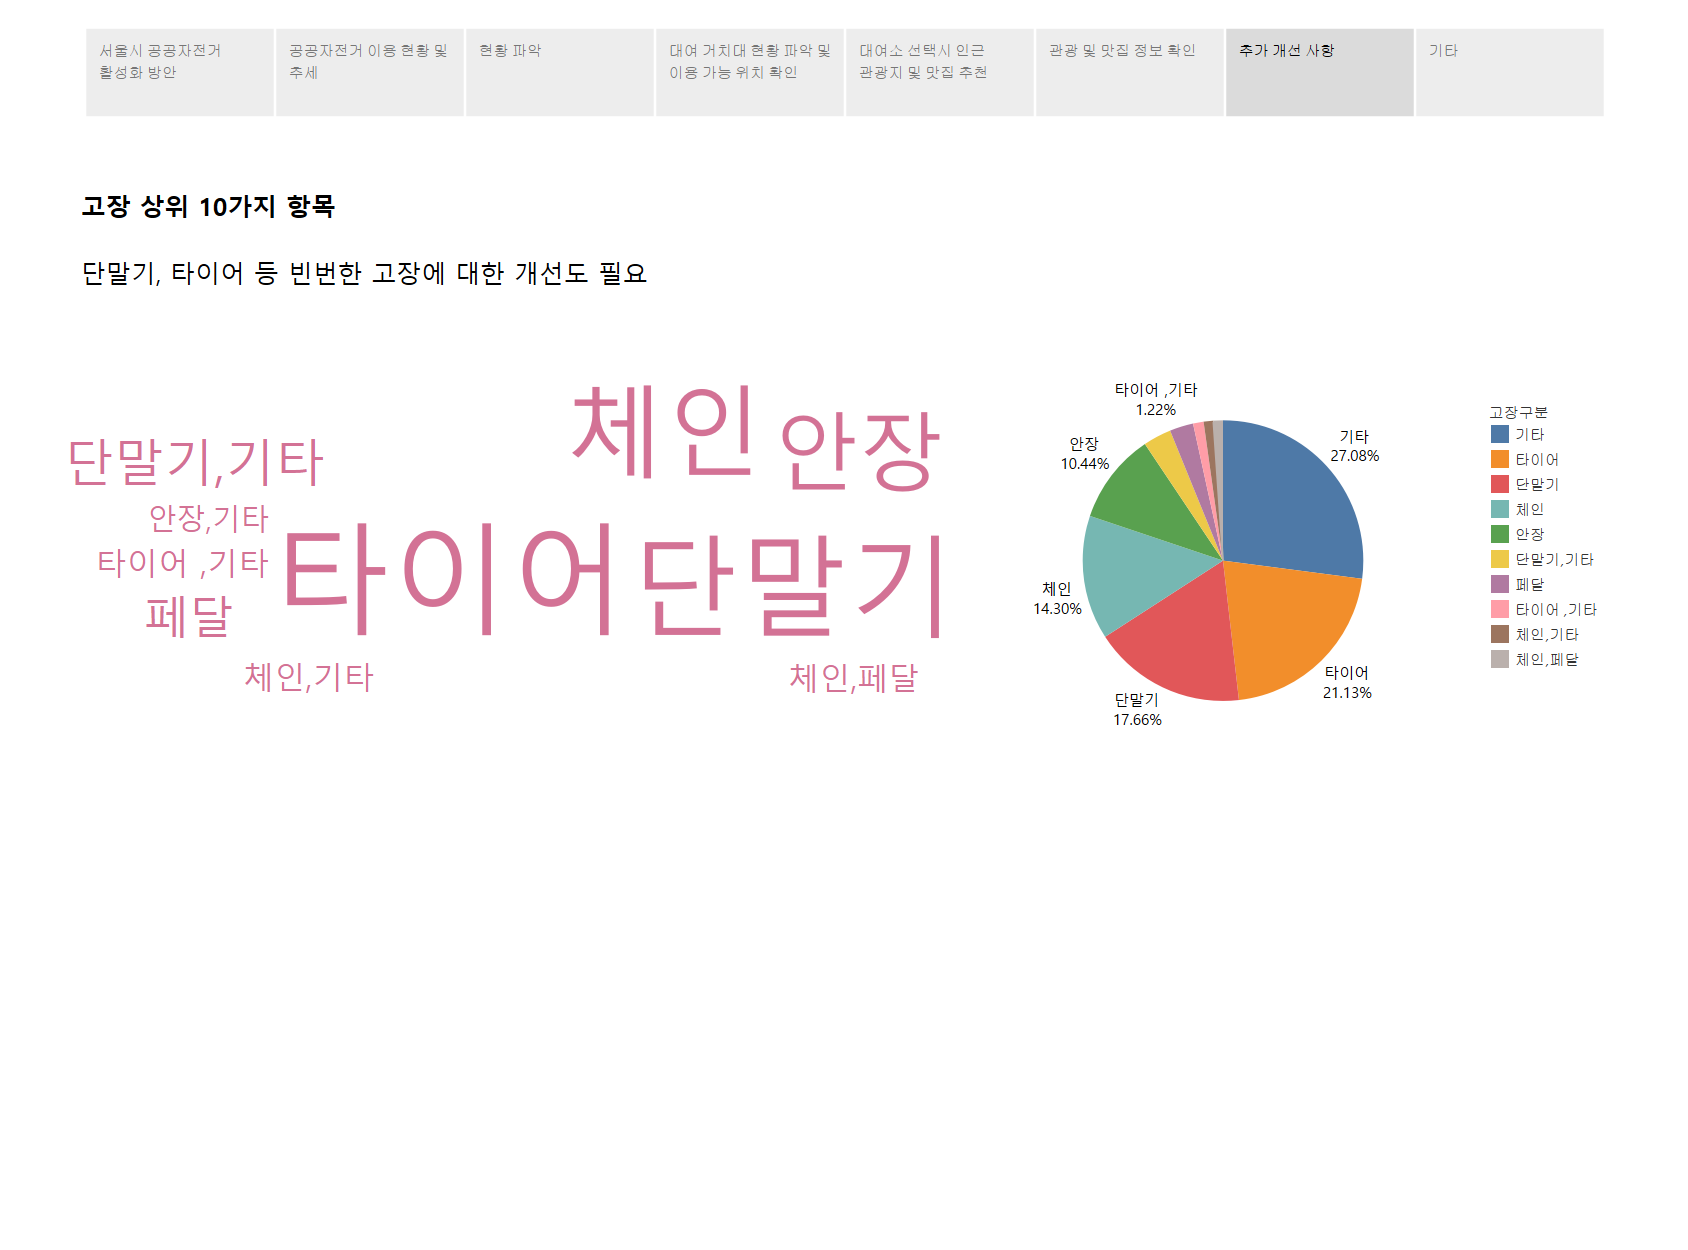 서울시 공공자전거
활성화 방안
공공자전거 이용 현황 및
추세
현황 파악
대여 거치대 현황 파악 및
이용 가능 위치 확인
대여소 선택시 인근
관광지 및 맛집 추천
관광 및 맛집 정보 확인
추가 개선 사항
기타
고장 상위 10가지 항목
단말기, 타이어 등 빈번한 고장에 대한 개선도 필요
체인
안장
단말기,기타
안장,기타
타이어 ,기타
타이어
단말기
페달
체인,기타
체인,페달
타이어 ,기타
1.22%
안장
10.44%
기타
27.08%
체인
14.30%
타이어
21.13%
단말기
17.66%
고장구분
기타
타이어
단말기
체인
안장
단말기,기타
페달
타이어 ,기타
체인,기타
체인,페달